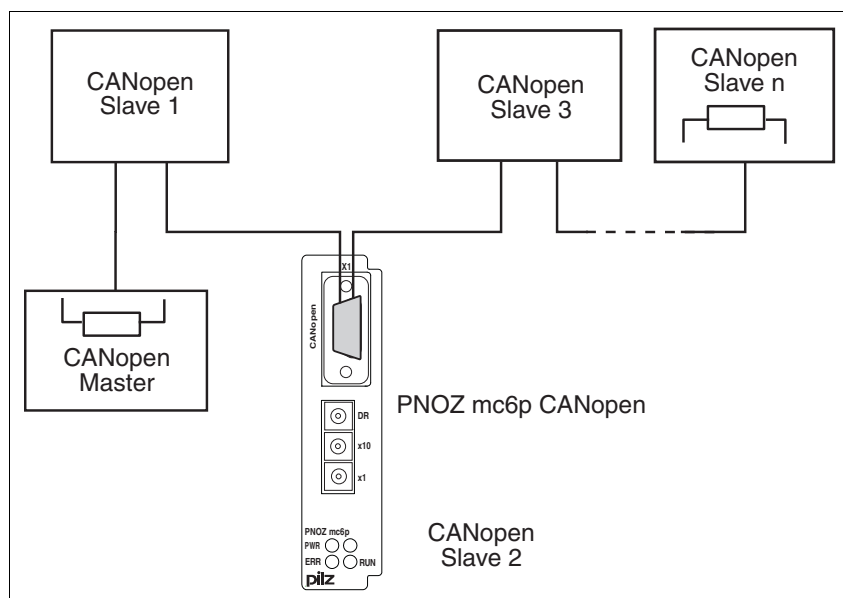 CANopen
Slave 1
CANopen
Slave 3
CANopen
Slave n
CANopen
Master
X1
CANopen
PNOZ mc6p CANopen
DR
x10
x1
CANopen
Slave 2
PNOZ mc6p
PWR
ERR RUN
pilz